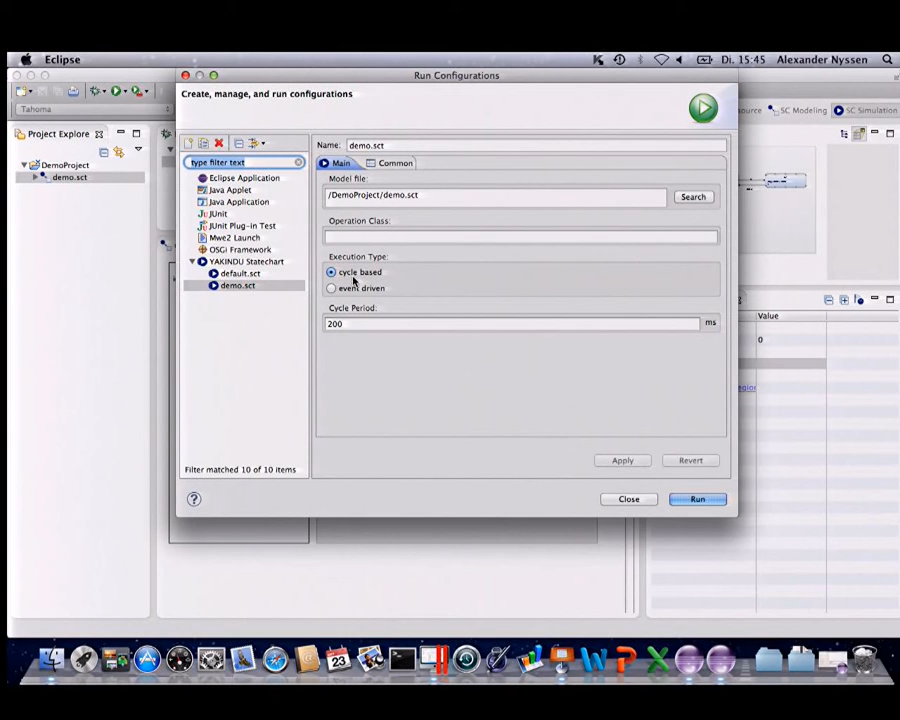 Eclipse
Di. 15:45
Alexander Nyssen
Run Configurations
Create, manage, and run configurations
Tahoma
SC Modeling
SC Simulation
Project Explorer
DemoProject
demo.sct
type filter text
Eclipse Application
Java Applet
Java Application
JUnit
JUnit Plug-in Test
Mwe2 Launch
OSGi Framework
YAKINDU Statechart
default.sct
demo.sct
Filter matched 10 of 10 items
Name:
demo.sct
Main
Common
Model file:
/DemoProject/demo.sct
Search
Operation Class:
Execution Type:
cycle based
event driven
Cycle Period:
200
ms
Apply
Revert
Close
Run
Value
0
23